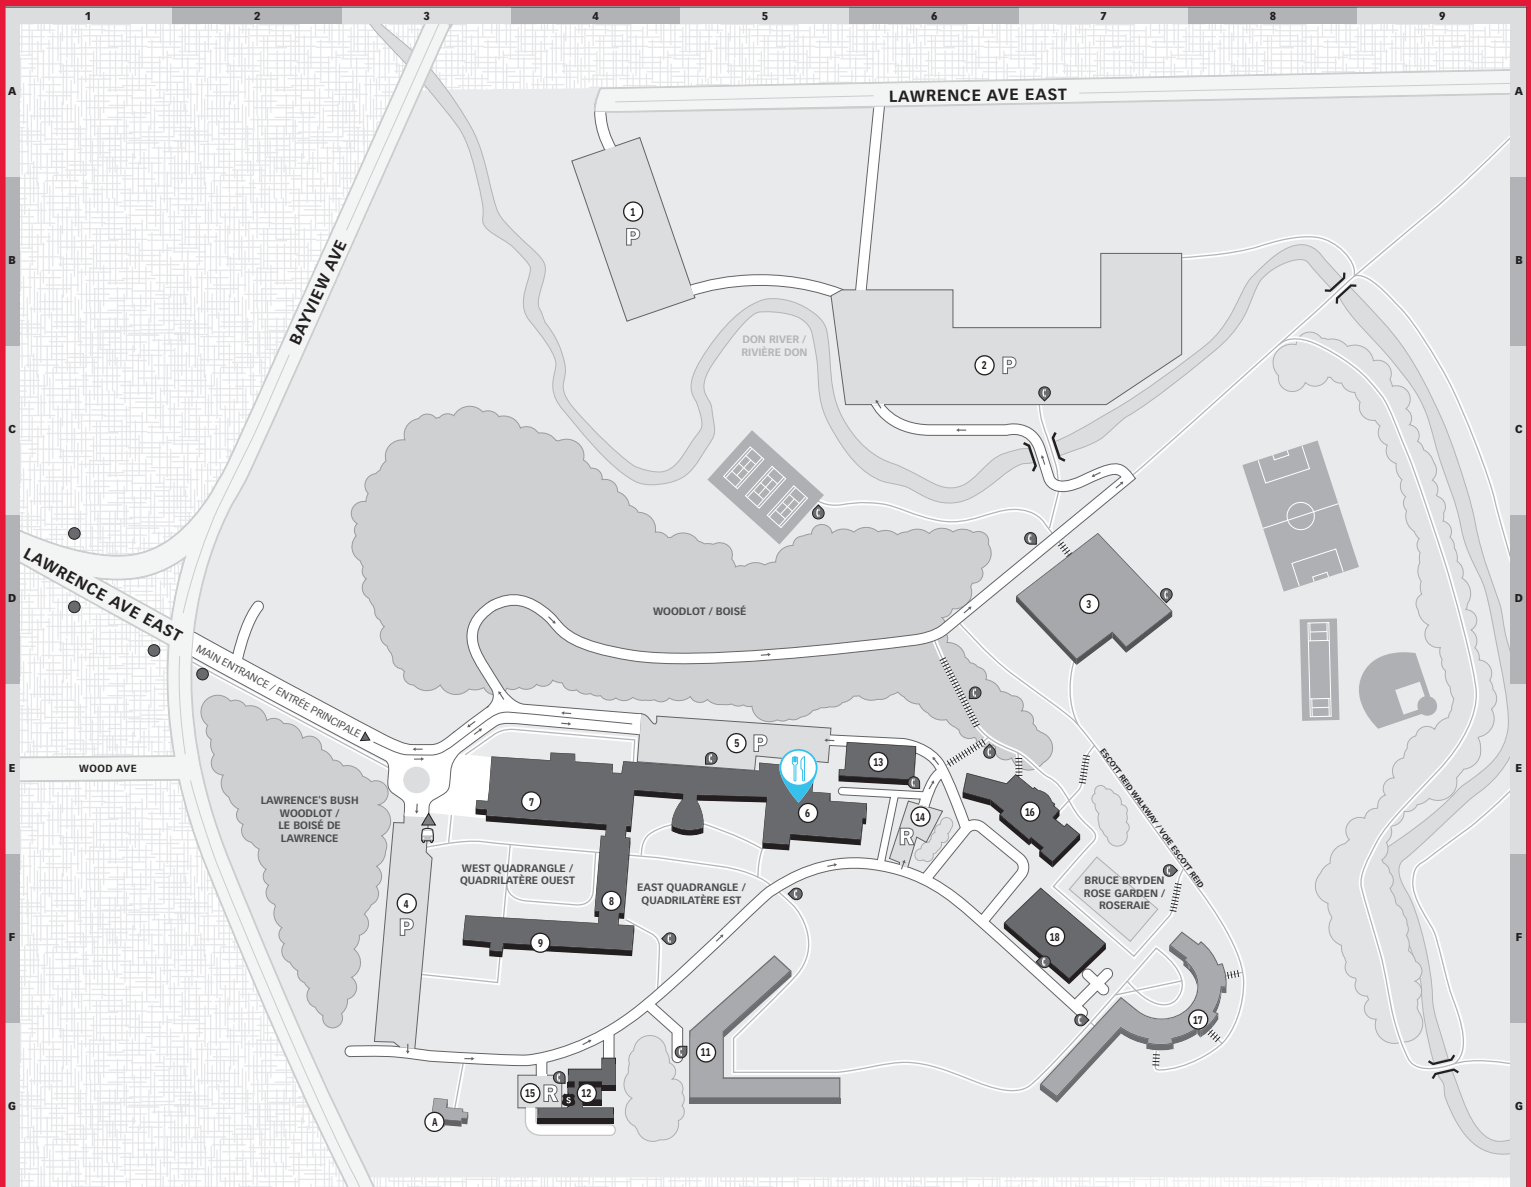 1 2 3 4 5 6 7 8 9
A
A
LAWRENCE AVE EAST
1
P
B
B
BAYVIEW AVE
DON RIVER /
RIVIÈRE DON
2 P
C
C
C
C
C
LAWRENCE AVE EAST
D
D
WOODLOT / BOISÉ
3
C
MAIN ENTRANCE / ENTRÉE PRINCIPALE
C
5 P
C
C
E
E
WOOD AVE
13
C
ESCOTT REID WALKWAY / VOIE ESCOTT REID
LAWRENCE'S BUSH
WOODLOT /
LE BOISÉ DE
LAWRENCE
7
6
14
R
16
WEST QUADRANGLE /
QUADRILATÈRE OUEST
EAST QUADRANGLE /
QUADRILATÈRE EST
C
C
BRUCE BRYDEN
ROSE GARDEN /
ROSERAIE
4
P
8
F
F
9
C
18
C
17
C
11
C
15 R
C
S
12
G
G
A